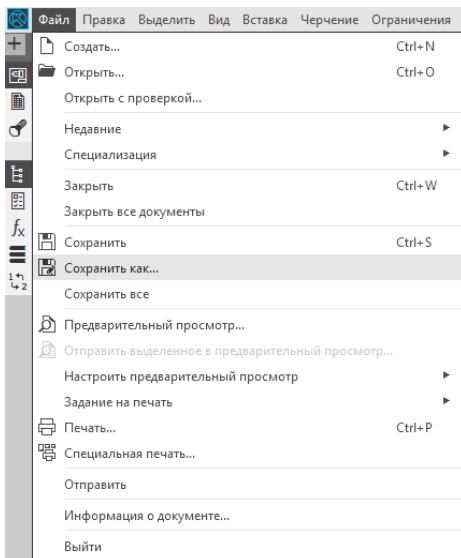 Файл Правка Выделить Вид Вставка Черчение Ограничения
Создать... Ctrl+N
Открыть... Ctrl+O
Открыть с проверкой...
Недавние
Специализация
Закрыть Ctrl+W
Закрыть все документы
Сохранить Ctrl+S
Сохранить как...
Сохранить все
Предварительный просмотр...
Отправить выделенное в предварительный просмотр...
Настроить предварительный просмотр
Задание на печать
Печать... Ctrl+P
Специальная печать...
Отправить
Информация о документе...
Выйти